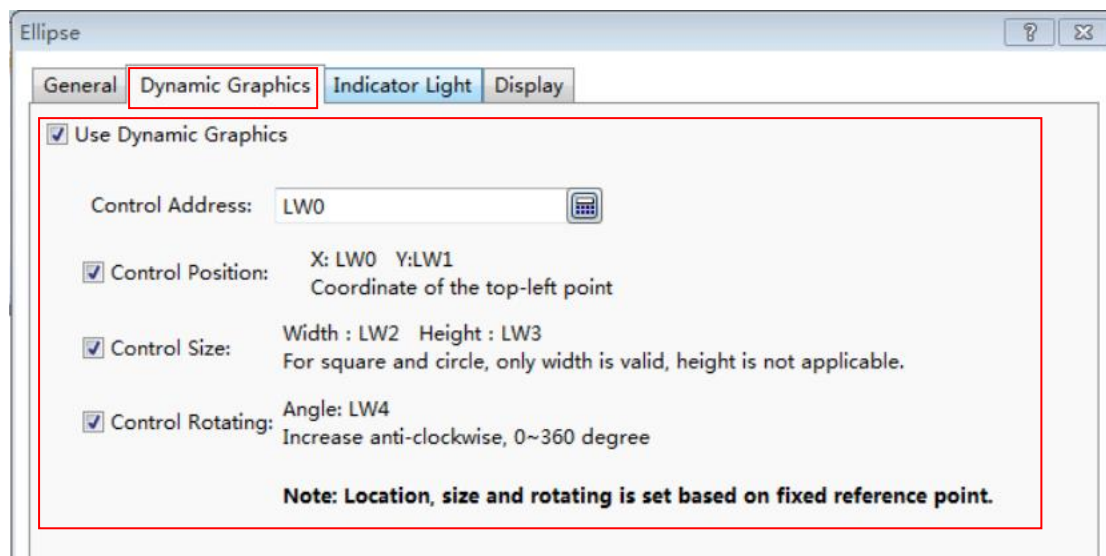 Ellipse
General Dynamic Graphics Indicator Light Display
Use Dynamic Graphics
Control Address: LW0
Control Position: X: LW0 Y:LW1
Coordinate of the top-left point
Control Size: Width : LW2 Height : LW3
For square and circle, only width is valid, height is not applicable.
Control Rotating: Angle: LW4
Increase anti-clockwise, 0~360 degree
Note: Location, size and rotating is set based on fixed reference point.